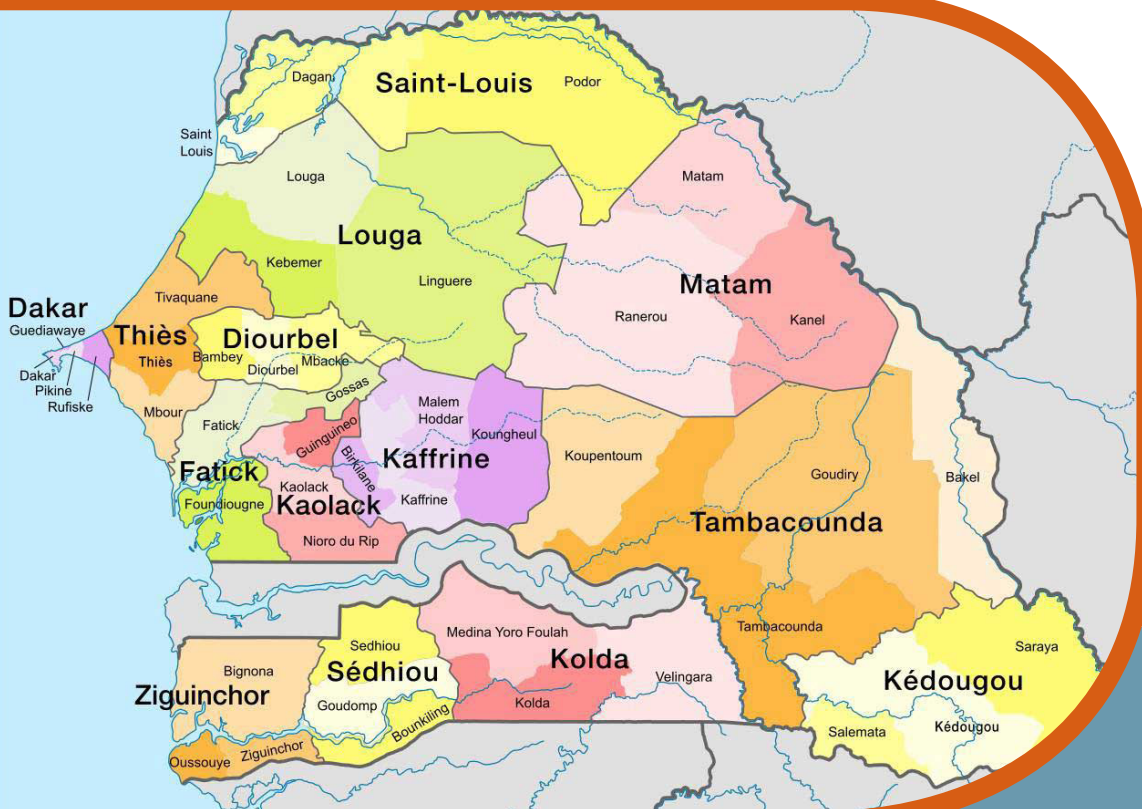 Dagana
Saint-Louis
Podor
Saint
Louis
Louga
Matam
Louga
Kebemer
Linguere
Matam
Ranerou
Kanel
Tivaquane
Dakar
Guediawaye
Thiès
Thiès
Diourbel
Bambey
Diourbel
Mbacke
Dakar
Pikine
Rufiske
Mbour
Gossas
Fatick
Guinguineo
Malem
Hoddar
Koungheul
Birkilane
Kaffrine
Koupentoum
Goudiry
Bakel
Fatick
Kaolack
Kaolack
Kaffrine
Foundiougne
Nioro du Rip
Tambacounda
Tambacounda
Medina Yoro Foulah
Sedhiou
Kolda
Saraya
Bignona
Sédhiou
Velingara
Kédougou
Ziguinchor
Goudomp
Kolda
Bounkiling
Salemata
Kédougou
Ziguinchor
Oussouye